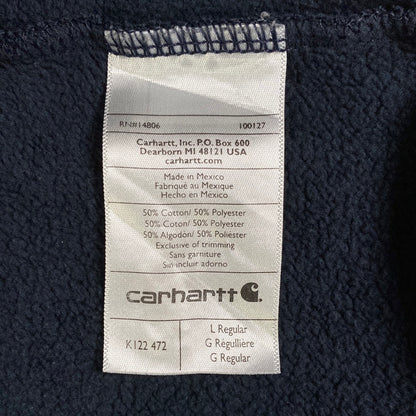 RN#14806 100127
Carhartt, Inc. P.O. Box 600
Dearborn MI 48121 USA
carhartt.com
Made in Mexico
Fabriqué au Mexique
Hecho en Mexico
50% Cotton/ 50% Polyester
50% Coton/ 50% Polyester
50% Algodón/ 50% Poliéster
Exclusive of trimming
Sans garniture
Sin incluir adorno
carhartt
K122 472
L Regular
G Régulière
G Regular